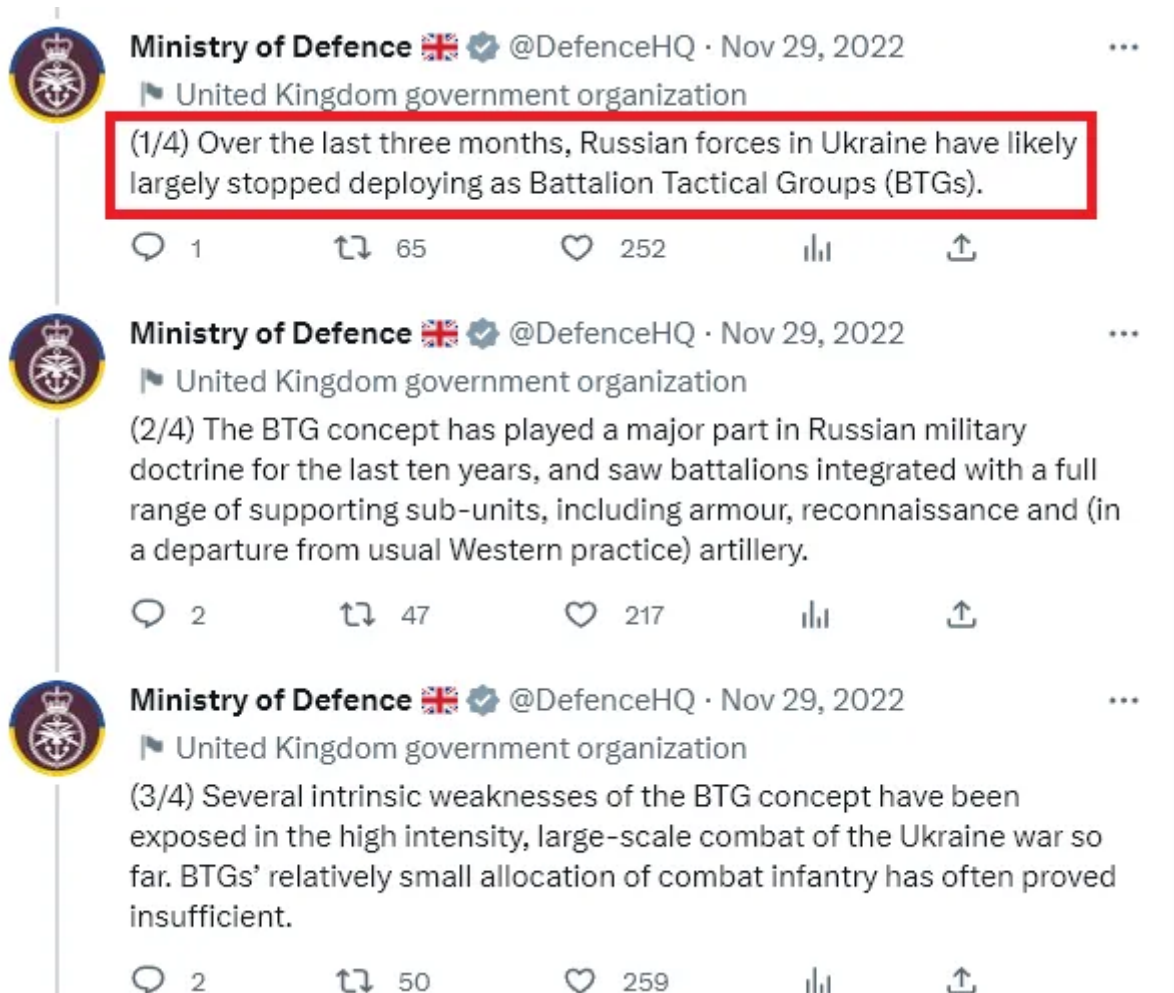 Ministry of Defence 🇬🇧 @DefenceHQ · Nov 29, 2022
United Kingdom government organization
(1/4) Over the last three months, Russian forces in Ukraine have likely
largely stopped deploying as Battalion Tactical Groups (BTGs).
1 65 252
Ministry of Defence 🇬🇧 @DefenceHQ · Nov 29, 2022
United Kingdom government organization
(2/4) The BTG concept has played a major part in Russian military
doctrine for the last ten years, and saw battalions integrated with a full
range of supporting sub-units, including armour, reconnaissance and (in
a departure from usual Western practice) artillery.
2 47 217
Ministry of Defence 🇬🇧 @DefenceHQ · Nov 29, 2022
United Kingdom government organization
(3/4) Several intrinsic weaknesses of the BTG concept have been
exposed in the high intensity, large-scale combat of the Ukraine war so
far. BTGs’ relatively small allocation of combat infantry has often proved
insufficient.
2 50 259